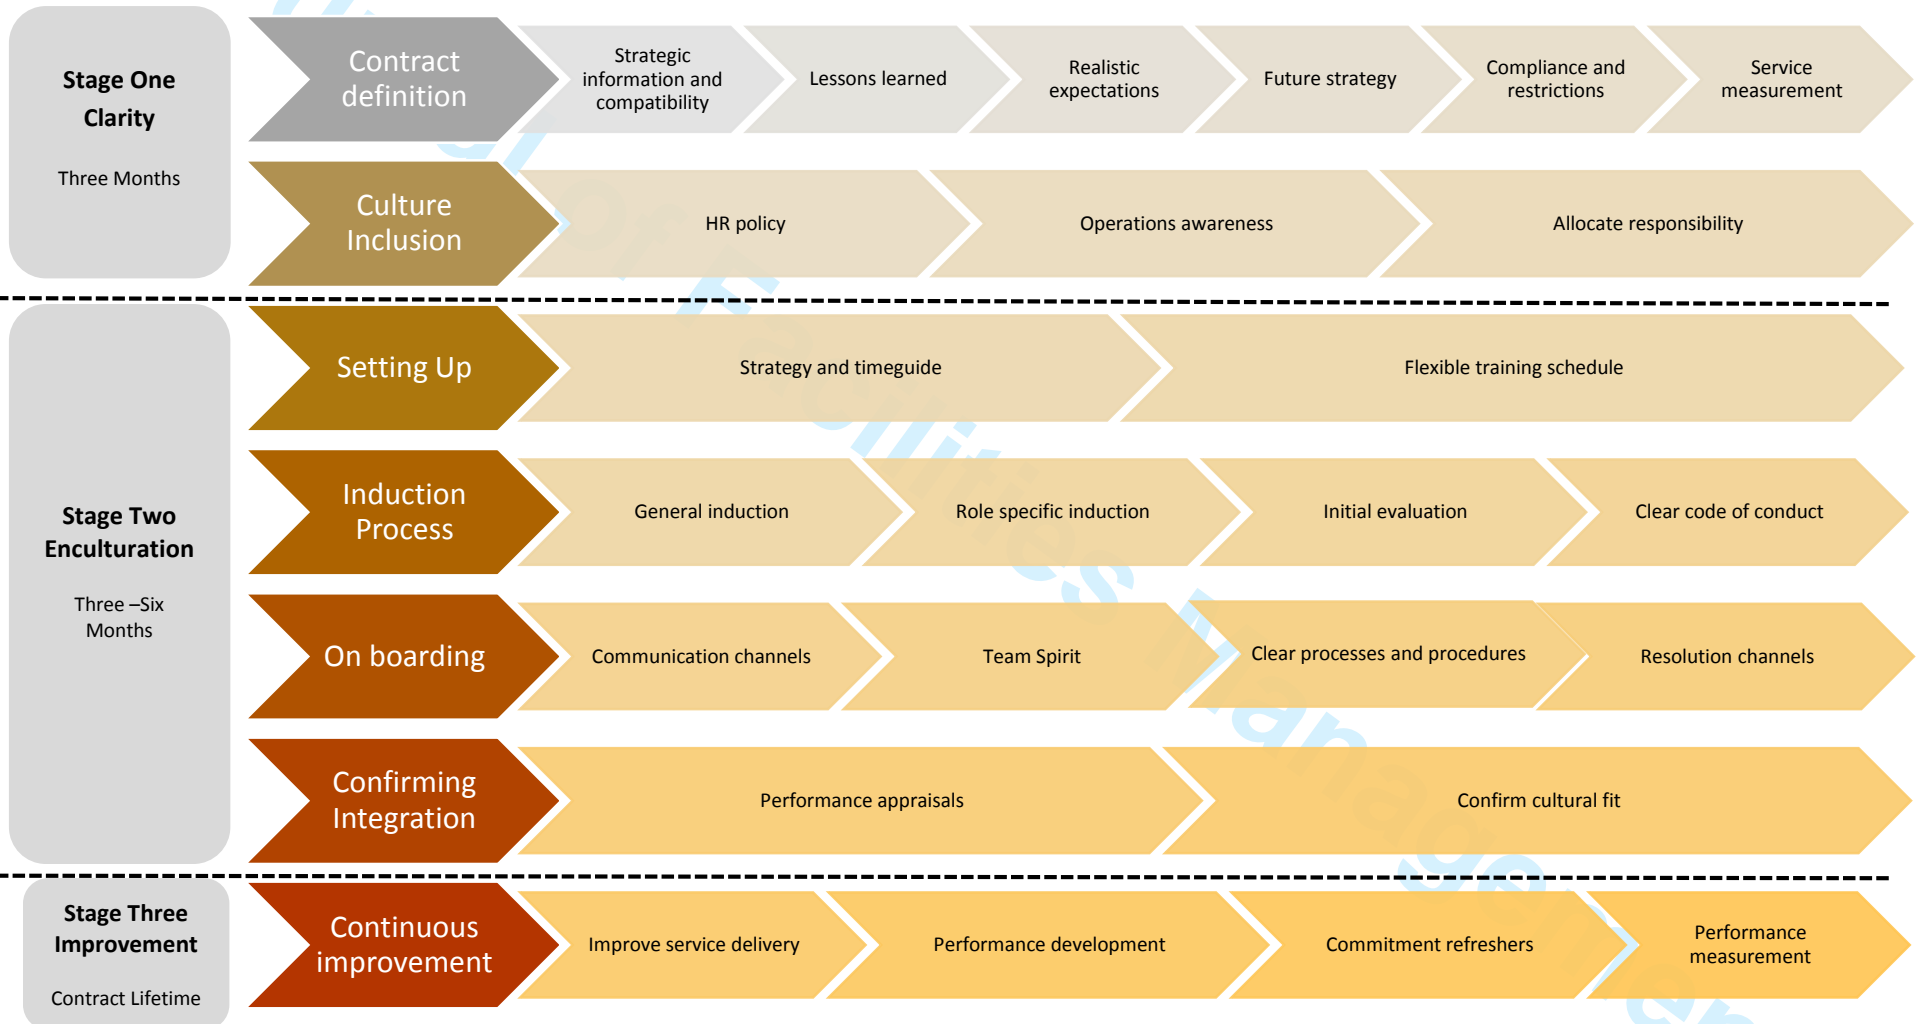 Stage One
Clarity
Three Months
Contract
definition
Strategic
information and
compatibility
Lessons learned
Realistic
expectations
Future strategy
Compliance and
restrictions
Service
measurement
Culture
Inclusion
HR policy
Operations awareness
Allocate responsibility
Stage Two
Enculturation
Three –Six
Months
Setting Up
Strategy and timeguide
Flexible training schedule
Induction
Process
General induction
Role specific induction
Initial evaluation
Clear code of conduct
On boarding
Communication channels
Team Spirit
Clear processes and procedures
Resolution channels
Confirming
Integration
Performance appraisals
Confirm cultural fit
Stage Three
Improvement
Contract Lifetime
Continuous
improvement
Improve service delivery
Performance development
Commitment refreshers
Performance
measurement
of Facilities Management